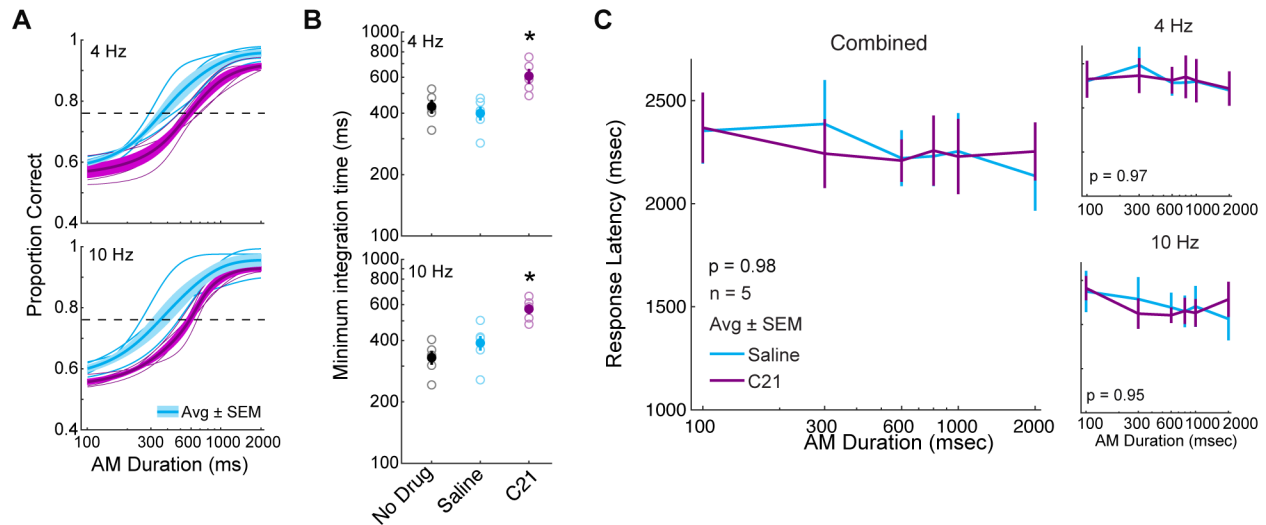 A
4 Hz
1
0.8
0.6
0.4
10 Hz
1
0.8
0.6
0.4
Proportion Correct
Avg ± SEM
100 300 600 1000 2000
AM Duration (ms)
B
4 Hz
*
1000
600
400
200
100
10 Hz
*
1000
600
400
200
100
Minimum integration time (ms)
No Drug
Saline
C21
C
Combined
2500
2000
1500
1000
Response Latency (msec)
p = 0.98
n = 5
Avg ± SEM
Saline
C21
100 300 600 1000 2000
AM Duration (msec)
4 Hz
p = 0.97
100 300 600 1000 2000
10 Hz
p = 0.95
100 300 600 1000 2000
AM Duration (msec)